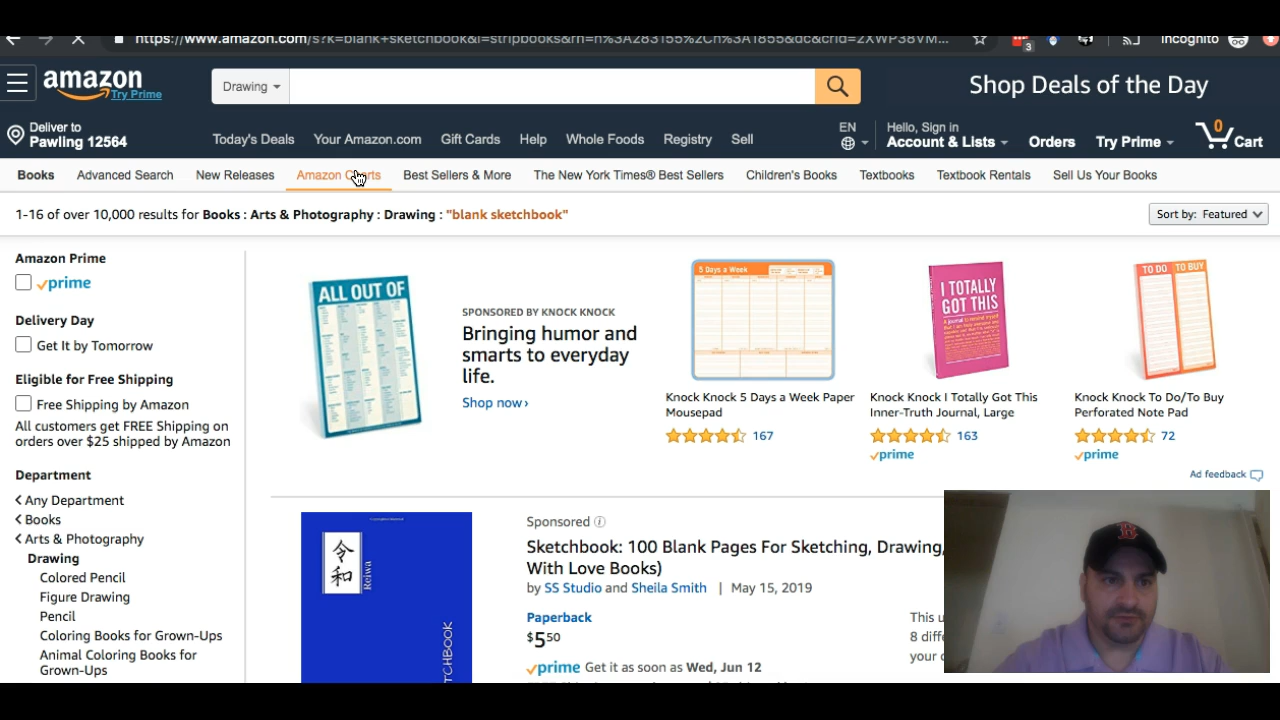 https://www.amazon.com/s?k=blank+sketchbook&i=stripbooks&rh=n%3A283155%2Cn%3A1855&dc&crid=2XWP38VM...
Incognito
3
amazon
Try Prime
Drawing
Shop Deals of the Day
Deliver to
Pawling 12564
Today's Deals Your Amazon.com Gift Cards Help Whole Foods Registry Sell
EN
Hello, Sign in
Account & Lists
Orders
Try Prime
0
Cart
Books Advanced Search New Releases Amazon Charts Best Sellers & More The New York Times® Best Sellers Children's Books Textbooks Textbook Rentals Sell Us Your Books
1-16 of over 10,000 results for Books : Arts & Photography : Drawing : "blank sketchbook"
Sort by: Featured
Amazon Prime
prime
Delivery Day
Get It by Tomorrow
Eligible for Free Shipping
Free Shipping by Amazon
All customers get FREE Shipping on
orders over $25 shipped by Amazon
Department
Any Department
Books
Arts & Photography
Drawing
Colored Pencil
Figure Drawing
Pencil
Coloring Books for Grown-Ups
Animal Coloring Books for
Grown-Ups
ALL OUT OF
SPONSORED BY KNOCK KNOCK
Bringing humor and
smarts to everyday
life.
Shop now›
5 Days a Week
Knock Knock 5 Days a Week Paper
Mousepad
167
I TOTALLY
GOT THIS
Knock Knock I Totally Got This
Inner-Truth Journal, Large
163
prime
TO DO TO BUY
Knock Knock To Do/To Buy
Perforated Note Pad
72
prime
Ad feedback
令和
Reiwa
TCHBOOK
Sponsored
Sketchbook: 100 Blank Pages For Sketching, Drawing,
With Love Books)
by SS Studio and Sheila Smith | May 15, 2019
Paperback
$5.50
prime Get it as soon as Wed, Jun 12
This u
8 diffe
your c
B